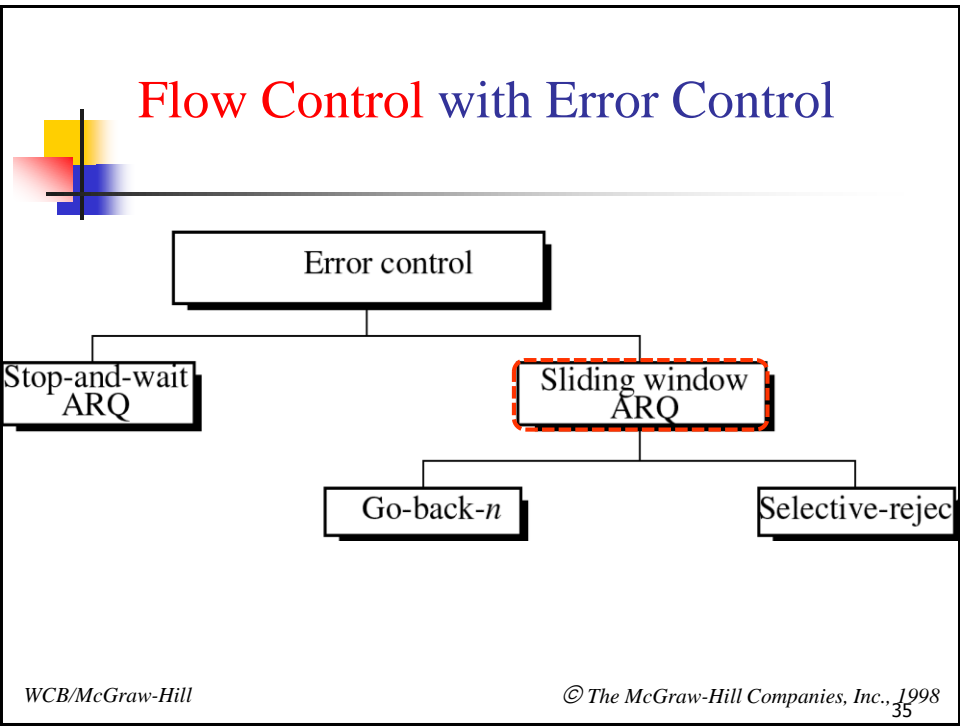 Flow Control with Error Control
Error control
Stop-and-wait
ARQ
Sliding window
ARQ
Go-back-n
Selective-rejec
WCB/McGraw-Hill
© The McGraw-Hill Companies, Inc., 1998
35